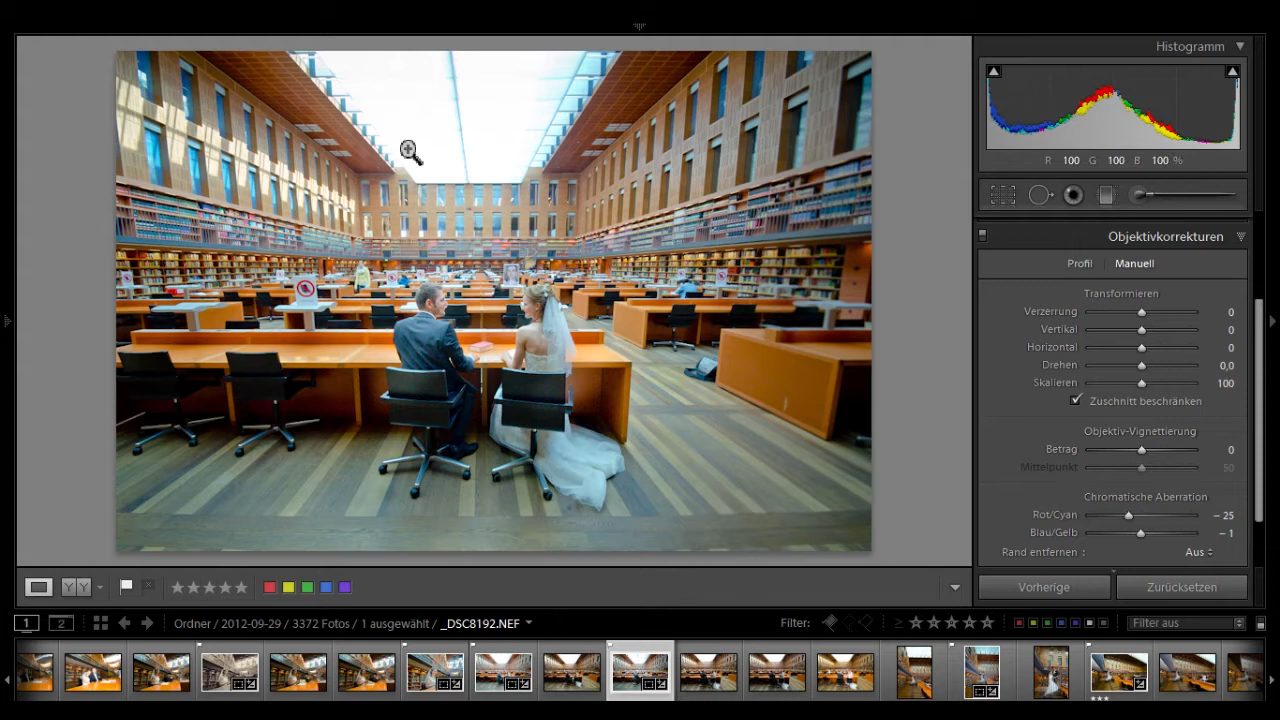 Histogramm
R 100 G 100 B 100 %
Objektivkorrekturen
Profil Manuell
Transformieren
Verzerrung 0
Vertikal 0
Horizontal 0
Drehen 0,0
Skalieren 100
Zuschnitt beschränken
Objektiv-Vignettierung
Betrag 0
Mittelpunkt 50
Chromatische Aberration
Rot/Cyan – 25
Blau/Gelb – 1
Rand entfernen : Aus
Vorherige Zurücksetzen
1 2 Ordner / 2012-09-29 / 3372 Fotos / 1 ausgewählt / _DSC8192.NEF Filter: ≥ Filter aus